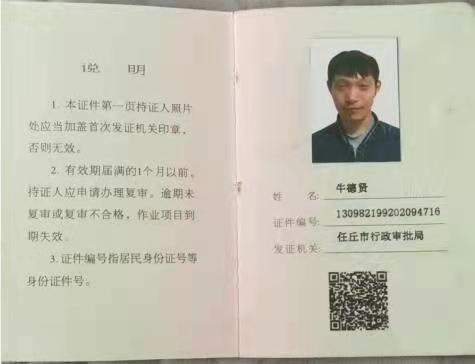 说 明
1. 本证件第一页持证人照片
处应当加盖首次发证机关印章，
否则无效。
2. 有效期届满的1个月以前，
持证人应申请办理复审。逾期未
复审或复审不合格，作业项目到
期失效。
3. 证件编号指居民身份证号等
身份证件号。
姓 名: 牛德贤
证件编号: 130982199202094716
发证机关: 任丘市行政审批局